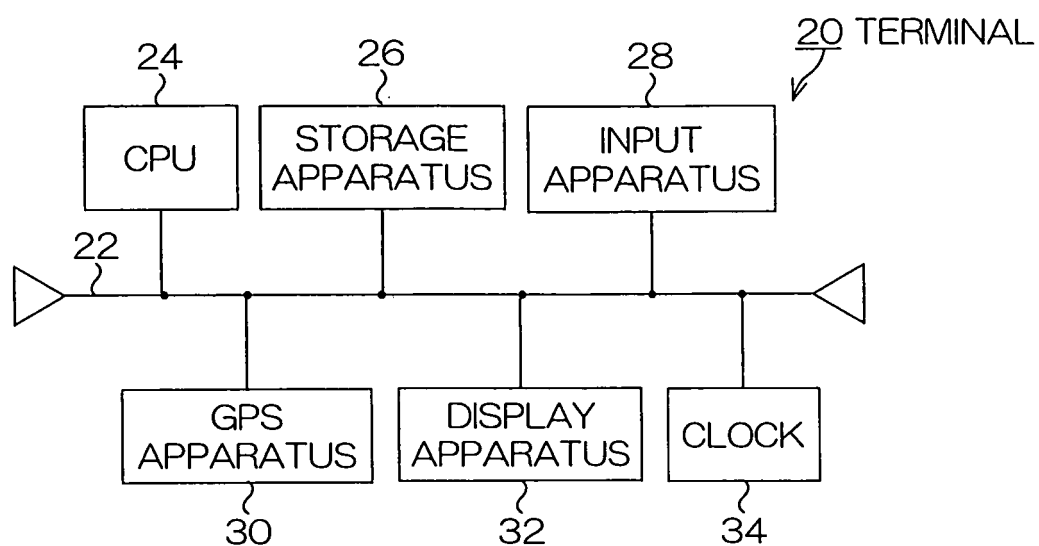 20 TERMINAL
24
26
28
CPU
STORAGE
APPARATUS
INPUT
APPARATUS
22
GPS
APPARATUS
DISPLAY
APPARATUS
CLOCK
30
32
34